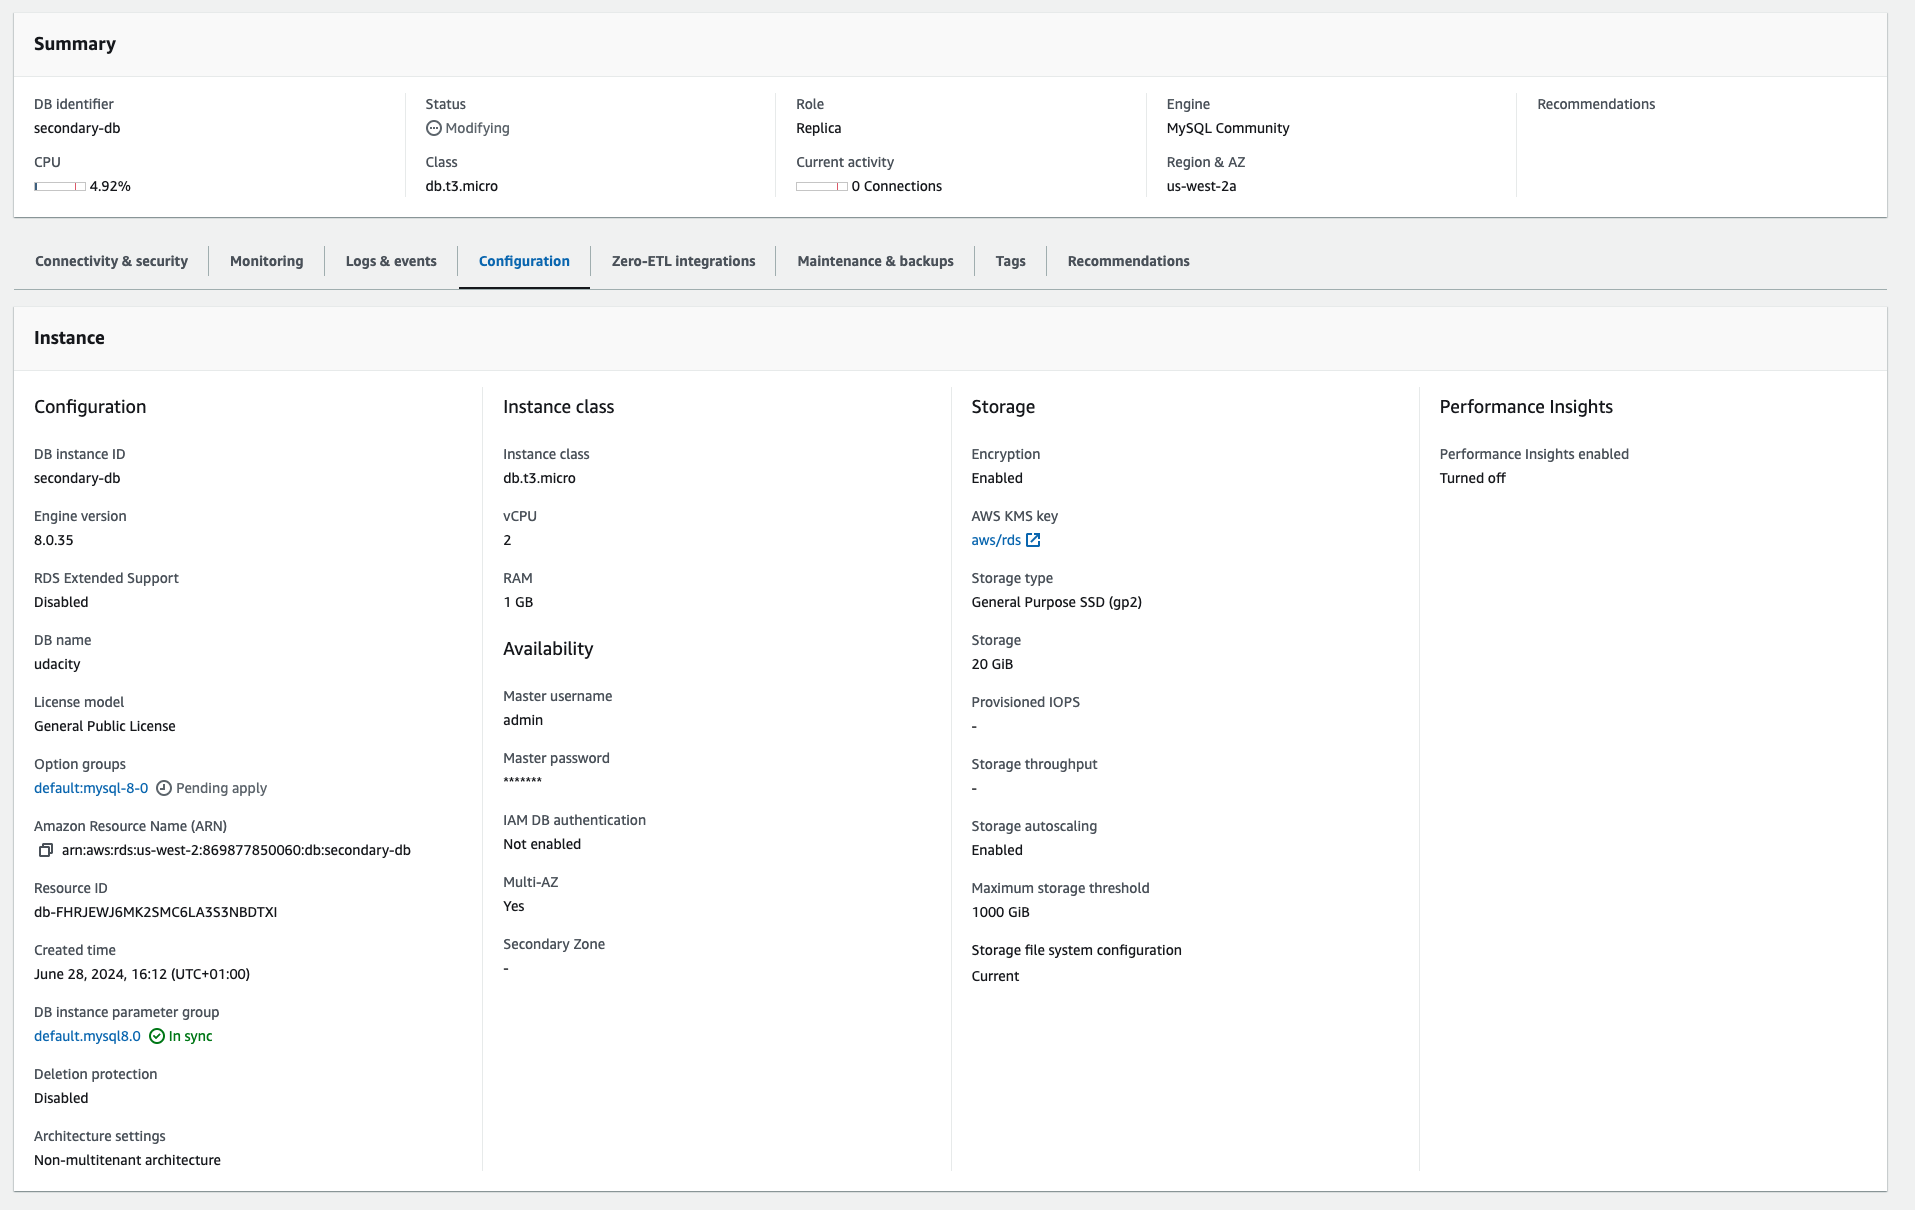 Summary
DB identifier
secondary-db
Status
Modifying
Role
Replica
Engine
MySQL Community
Recommendations
CPU
4.92%
Class
db.t3.micro
Current activity
0 Connections
Region & AZ
us-west-2a
Connectivity & security
Monitoring
Logs & events
Configuration
Zero-ETL integrations
Maintenance & backups
Tags
Recommendations
Instance
Configuration
DB instance ID
secondary-db
Engine version
8.0.35
RDS Extended Support
Disabled
DB name
udacity
License model
General Public License
Option groups
default:mysql-8-0 Pending apply
Amazon Resource Name (ARN)
arn:aws:rds:us-west-2:869877850060:db:secondary-db
Resource ID
db-FHRJEWJ6MK2SMC6LA3S3NBDTXI
Created time
June 28, 2024, 16:12 (UTC+01:00)
DB instance parameter group
default.mysql8.0 In sync
Deletion protection
Disabled
Architecture settings
Non-multitenant architecture
Instance class
Instance class
db.t3.micro
vCPU
2
RAM
1 GB
Availability
Master username
admin
Master password
*******
IAM DB authentication
Not enabled
Multi-AZ
Yes
Secondary Zone
-
Storage
Encryption
Enabled
AWS KMS key
aws/rds
Storage type
General Purpose SSD (gp2)
Storage
20 GiB
Provisioned IOPS
-
Storage throughput
-
Storage autoscaling
Enabled
Maximum storage threshold
1000 GiB
Storage file system configuration
Current
Performance Insights
Performance Insights enabled
Turned off